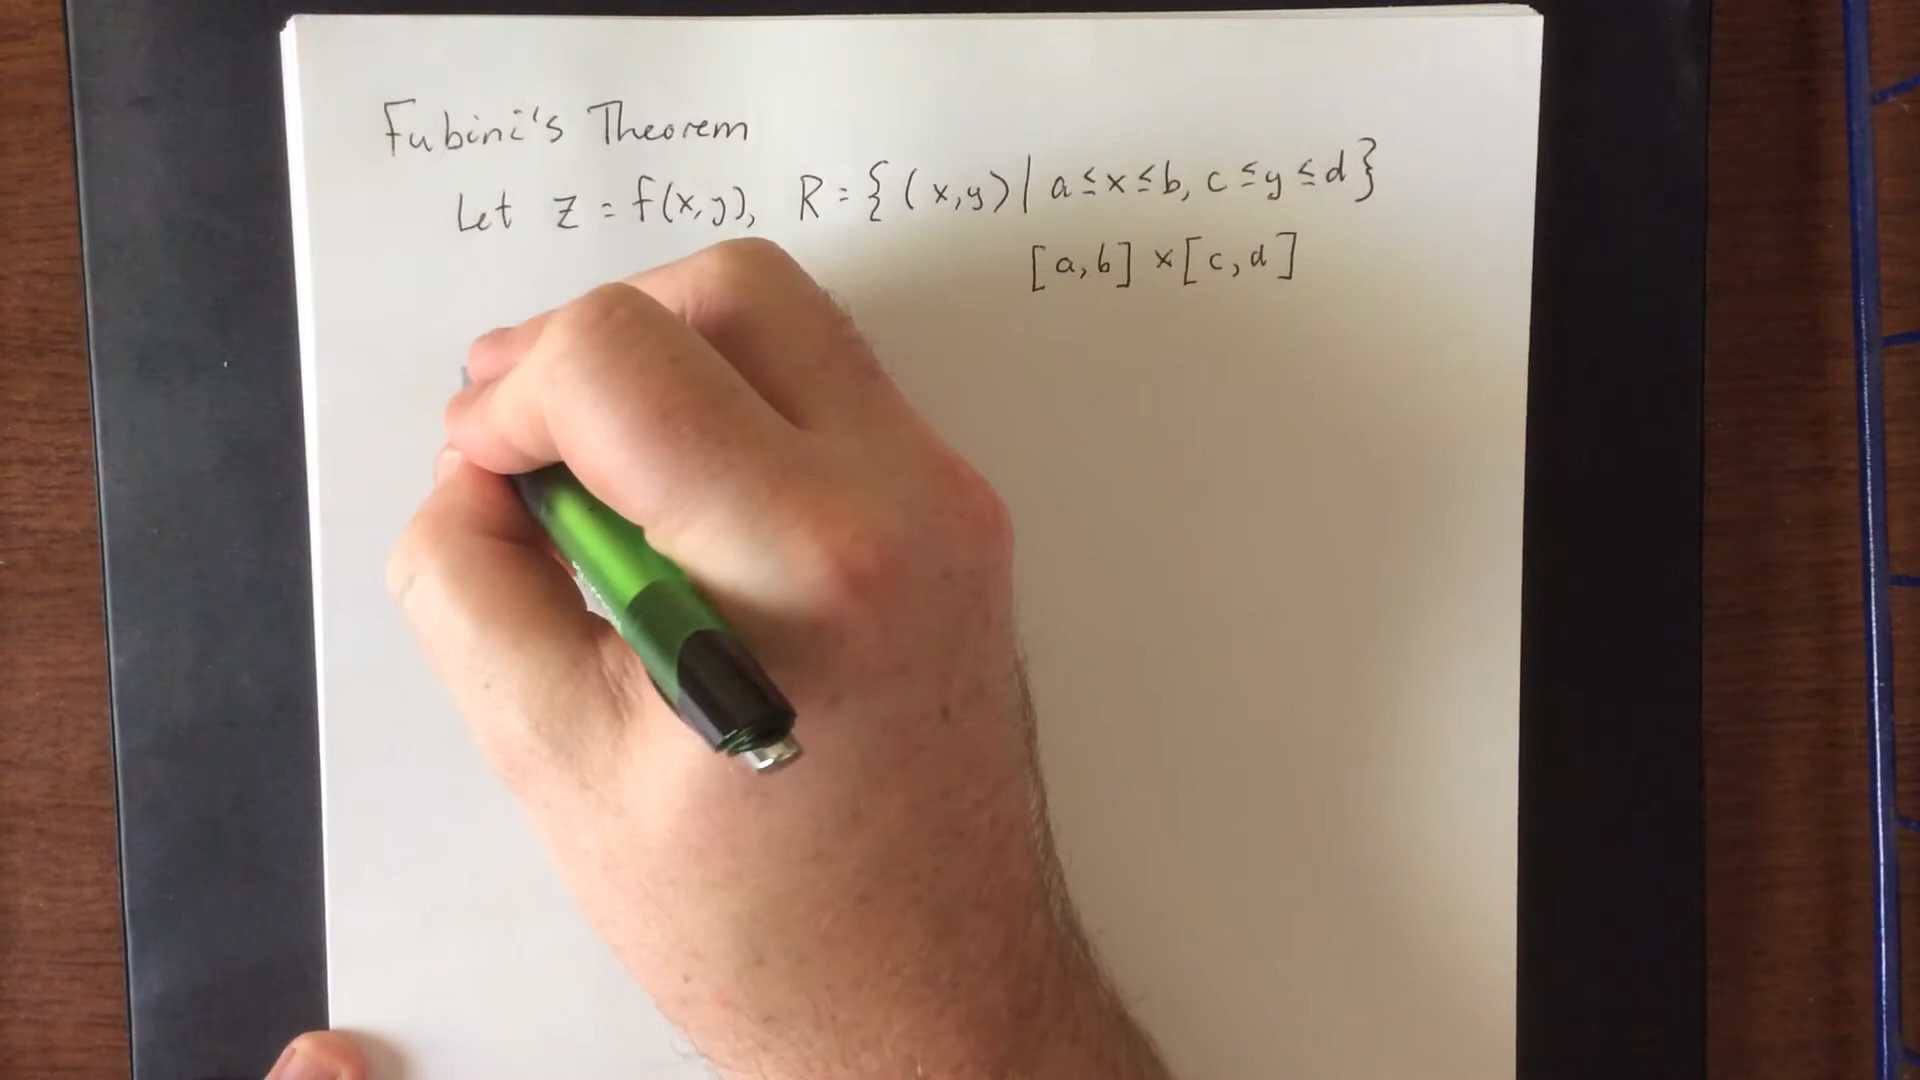 Fubini's Theorem
Let z = f(x,y), R = {(x,y) | a ≤ x ≤ b, c ≤ y ≤ d}
[a,b] × [c,d]